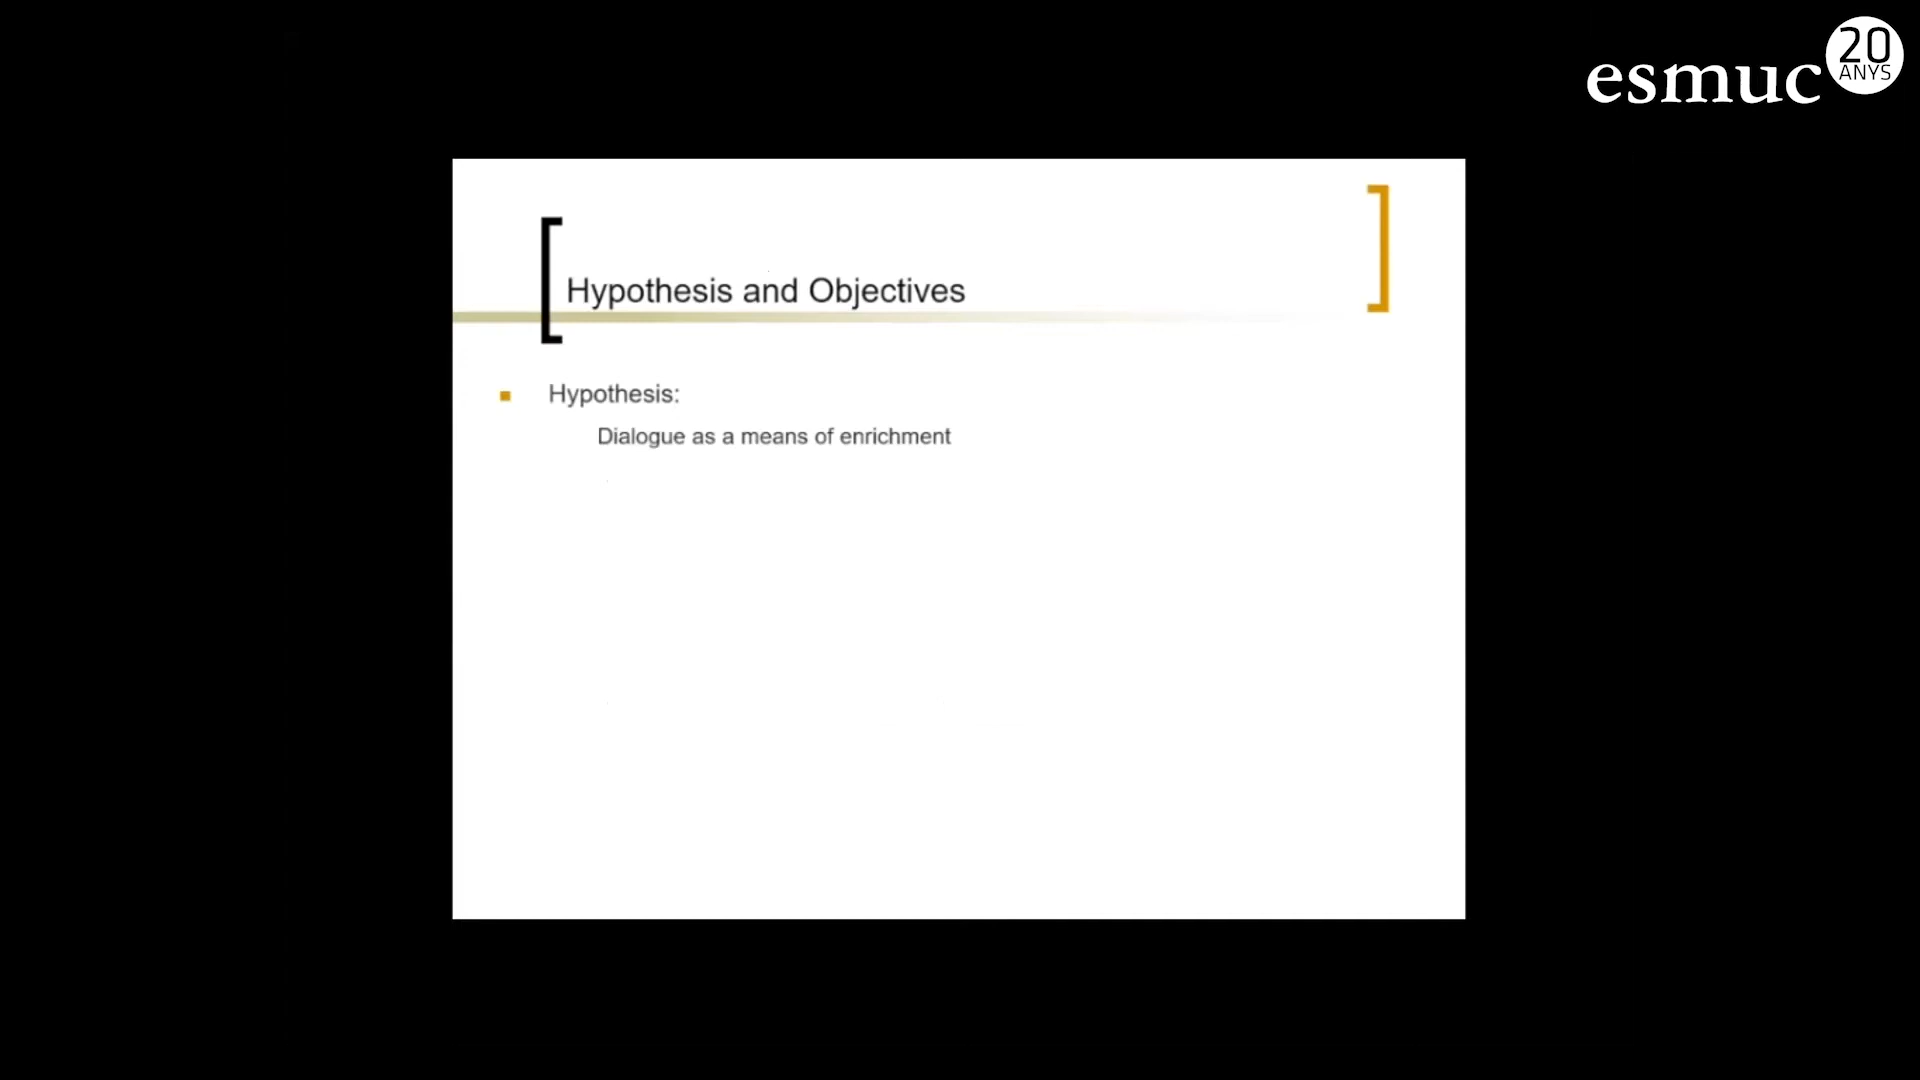 esmuc
20
ANYS
Hypothesis and Objectives
Hypothesis:
Dialogue as a means of enrichment